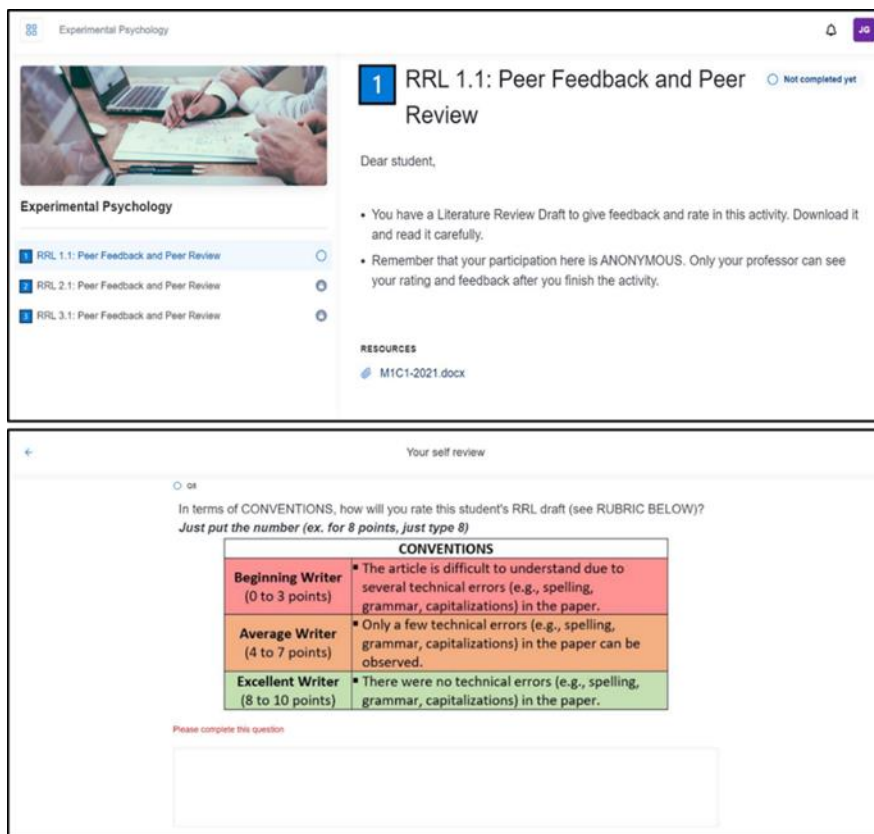 Experimental Psychology
JG
Experimental Psychology
1 RRL 1.1: Peer Feedback and Peer Review
2 RRL 2.1: Peer Feedback and Peer Review
3 RRL 3.1: Peer Feedback and Peer Review
1 RRL 1.1: Peer Feedback and Peer
Review
Not completed yet
Dear student,
• You have a Literature Review Draft to give feedback and rate in this activity. Download it
and read it carefully.
• Remember that your participation here is ANONYMOUS. Only your professor can see
your rating and feedback after you finish the activity.
RESOURCES
M1C1-2021.docx
Your self review
Q8
In terms of CONVENTIONS, how will you rate this student's RRL draft (see RUBRIC BELOW)?
Just put the number (ex. for 8 points, just type 8)
CONVENTIONS
Beginning Writer
(0 to 3 points)
▪ The article is difficult to understand due to
several technical errors (e.g., spelling,
grammar, capitalizations) in the paper.
Average Writer
(4 to 7 points)
▪ Only a few technical errors (e.g., spelling,
grammar, capitalizations) in the paper can be
observed.
Excellent Writer
(8 to 10 points)
▪ There were no technical errors (e.g., spelling,
grammar, capitalizations) in the paper.
Please complete this question